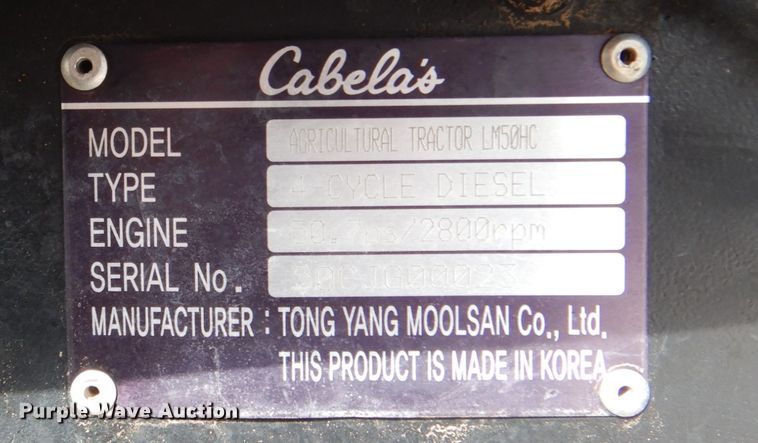 Cabela's
MODEL AGRICULTURAL TRACTOR LM50HC
TYPE 4-CYCLE DIESEL
ENGINE
SERIAL No.
MANUFACTURER : TONG YANG MOOLSAN Co., Ltd.
THIS PRODUCT IS MADE IN KOREA
Purple Wave Auction